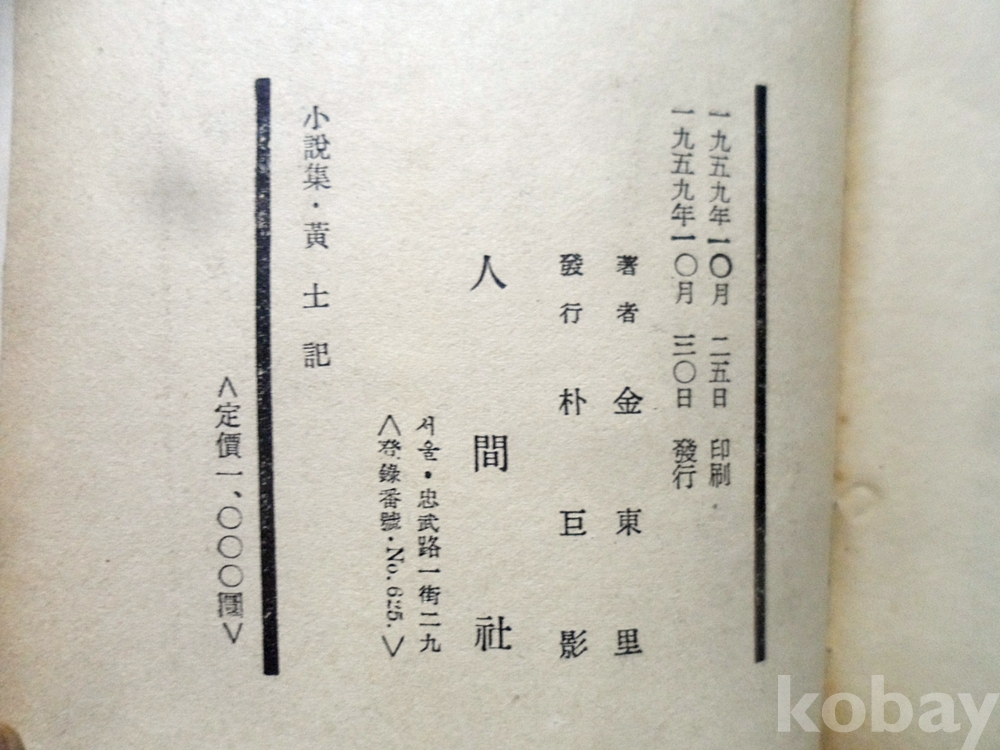 一九五九年一〇月 二五日 印刷
一九五九年一〇月 三〇日 發行
著者 金東里
發行 朴巨影
人間社
서울·忠武路一街二九
<登錄番號·No. 625.>
小說集·黃土記
<定價一、〇〇〇圜>
kobay